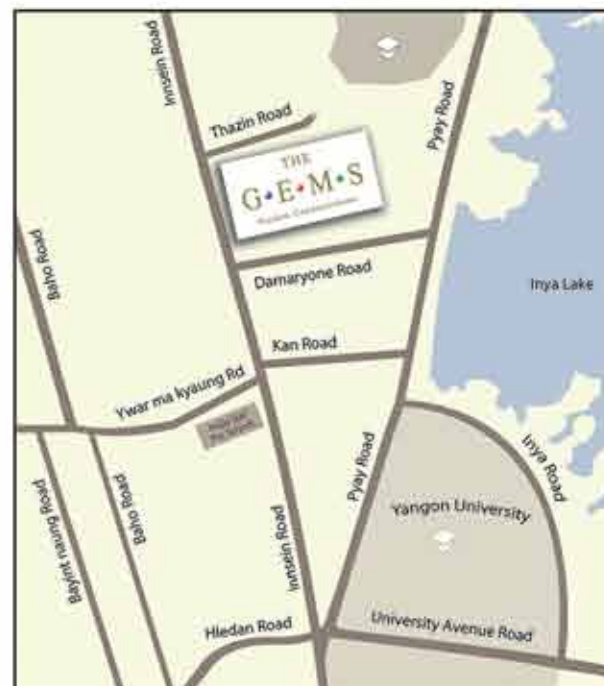 Innsein Road
Pyay Road
Thazin Road
THE
G•E•M•S
Damaryone Road
Inya Lake
Baho Road
Kan Road
Ywar ma kyaung Rd
Pyay Road
Inya Road
Yangon University
Bayint naung Road
Baho Road
Innsein Road
Hledan Road
University Avenue Road